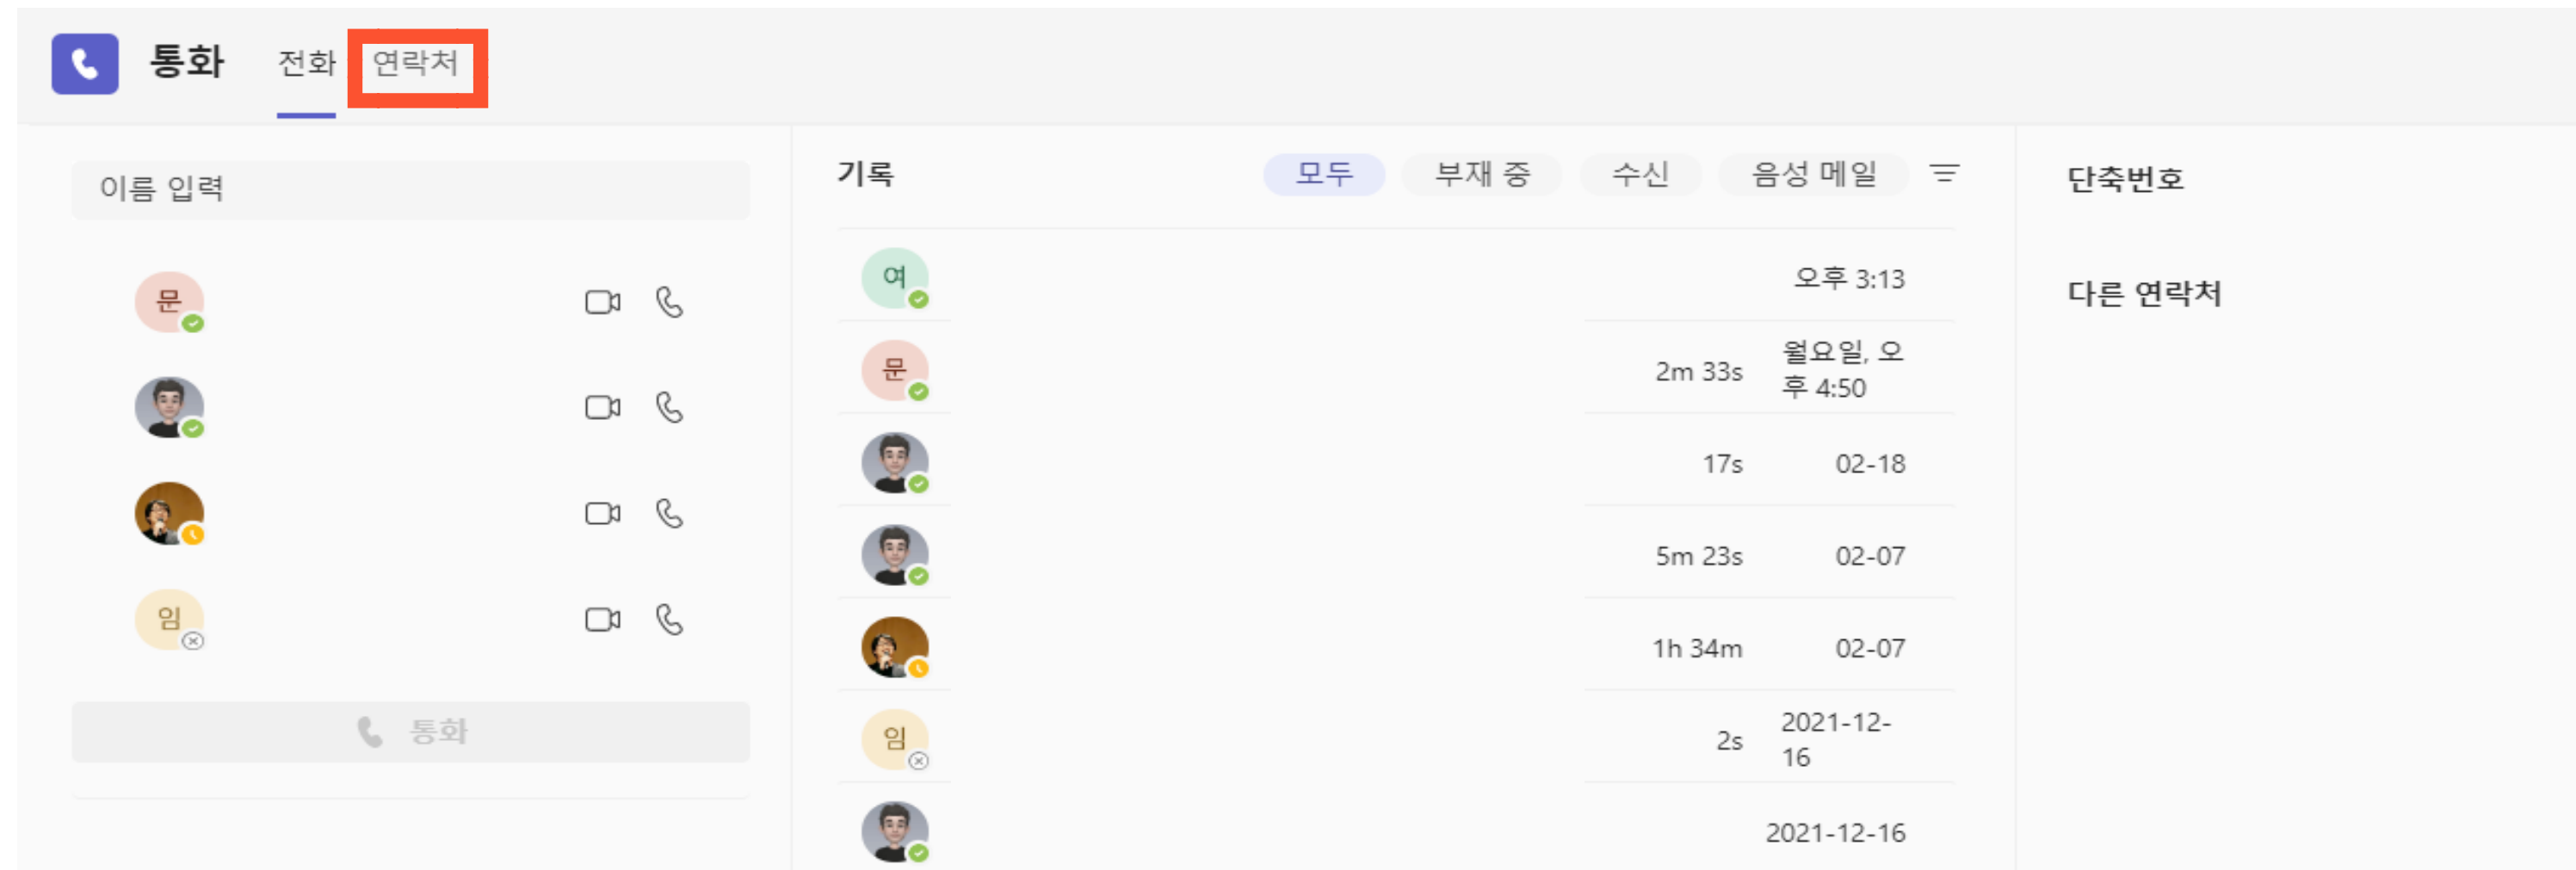 통화 전화 연락처
이름 입력
문
임
통화
기록 모두 부재 중 수신 음성 메일
여 오후 3:13
문 2m 33s 월요일, 오
후 4:50
17s 02-18
5m 23s 02-07
1h 34m 02-07
임 2s 2021-12-
16
2021-12-16
단축번호
다른 연락처